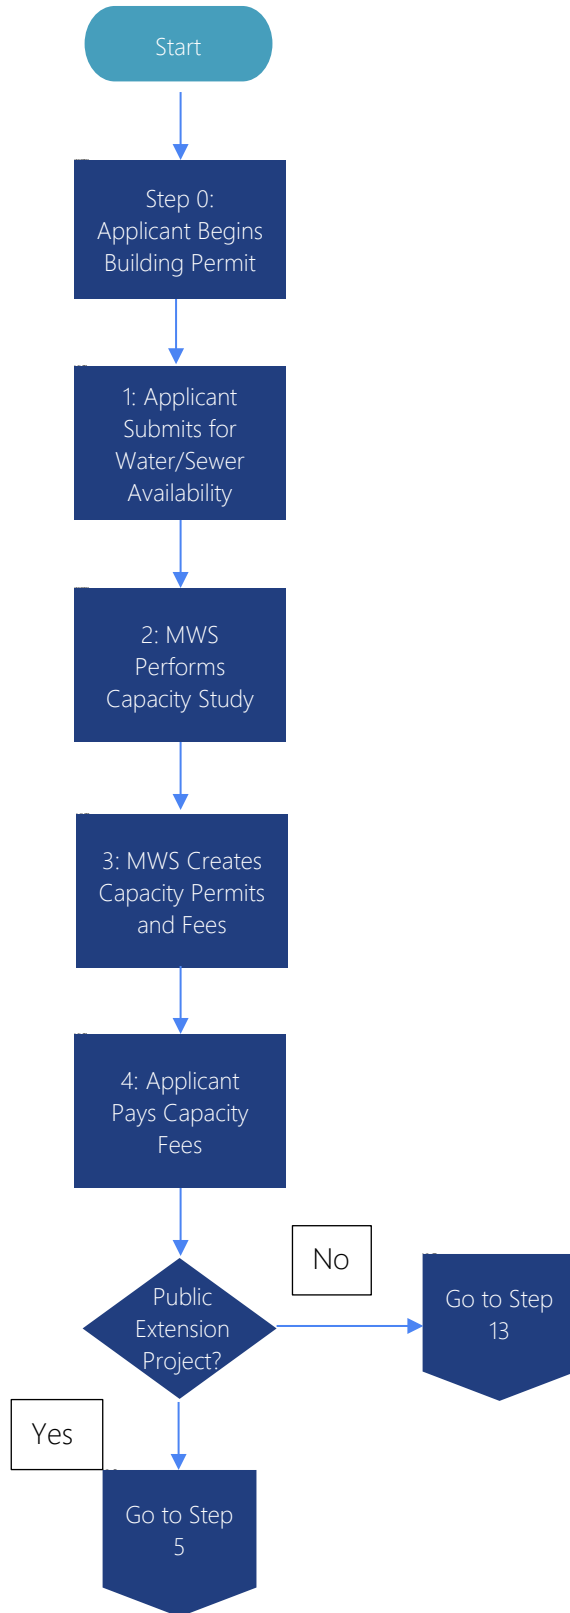 Start
Step 0:
Applicant Begins
Building Permit
1: Applicant
Submits for
Water/Sewer
Availability
2: MWS
Performs
Capacity Study
3: MWS Creates
Capacity Permits
and Fees
4: Applicant
Pays Capacity
Fees
No
Public
Extension
Project?
Go to Step
13
Yes
Go to Step
5